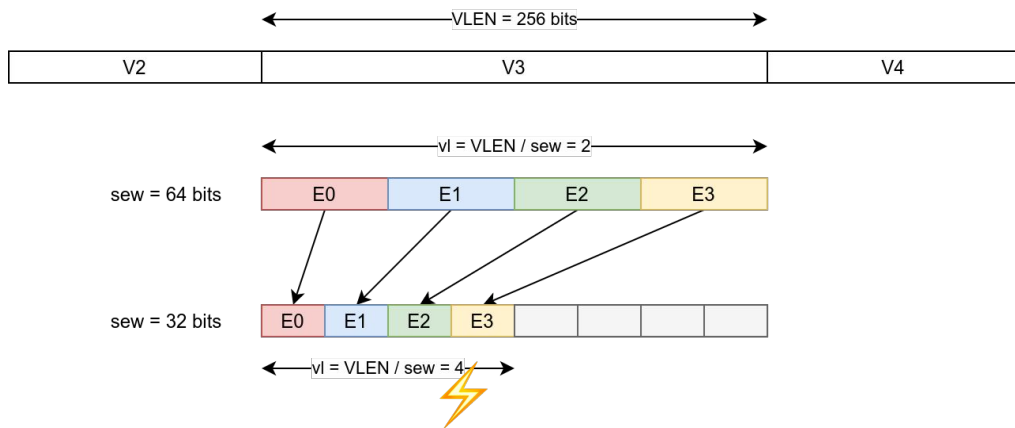 VLEN = 256 bits
V2 V3 V4
vl = VLEN / sew = 2
sew = 64 bits E0 E1 E2 E3
sew = 32 bits E0 E1 E2 E3
vl = VLEN / sew = 4